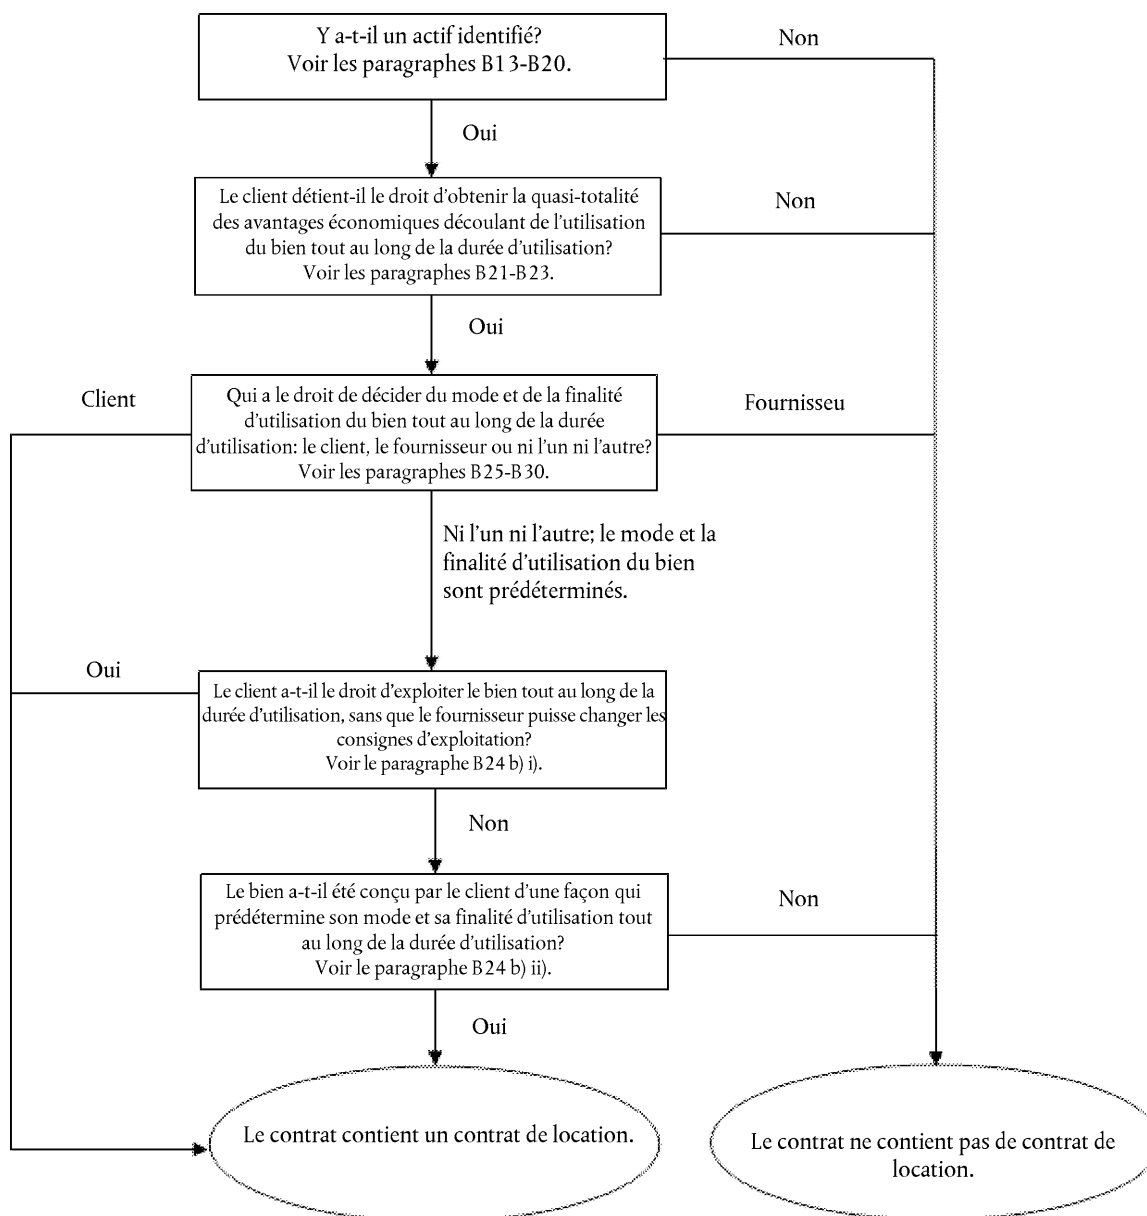 Y a-t-il un actif identifié?
Voir les paragraphes B13-B20.
Non
Oui
Le client détient-il le droit d'obtenir la quasi-totalité
des avantages économiques découlant de l'utilisation
du bien tout au long de la durée d'utilisation?
Voir les paragraphes B21-B23.
Non
Oui
Client
Qui a le droit de décider du mode et de la finalité
d'utilisation du bien tout au long de la durée
d'utilisation: le client, le fournisseur ou ni l'un ni l'autre?
Voir les paragraphes B25-B30.
Fournisseu
Ni l'un ni l'autre; le mode et la
finalité d'utilisation du bien
sont prédéterminés.
Oui
Le client a-t-il le droit d'exploiter le bien tout au long de la
durée d'utilisation, sans que le fournisseur puisse changer les
consignes d'exploitation?
Voir le paragraphe B24 b) i).
Non
Le bien a-t-il été conçu par le client d'une façon qui
prédétermine son mode et sa finalité d'utilisation tout
au long de la durée d'utilisation?
Voir le paragraphe B24 b) ii).
Non
Oui
Le contrat contient un contrat de location.
Le contrat ne contient pas de contrat de
location.